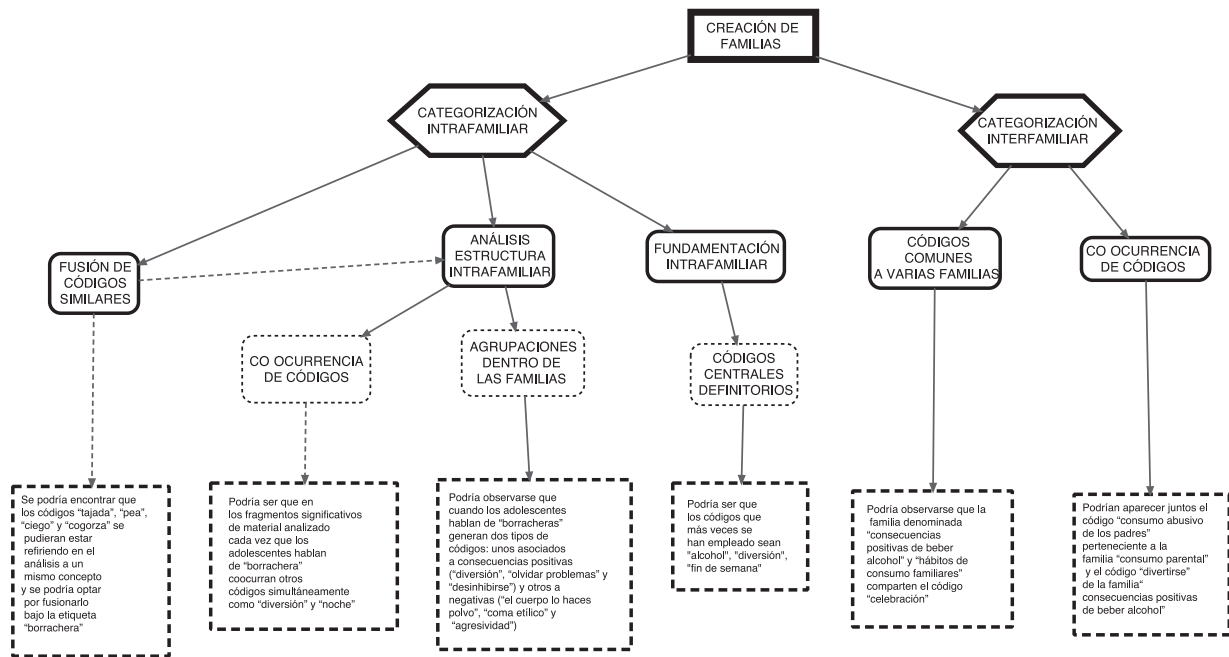 CREACIÓN DE
FAMILIAS
CATEGORIZACIÓN
INTRAFAMILIAR
CATEGORIZACIÓN
INTERFAMILIAR
FUSIÓN DE
CÓDIGOS
SIMILARES
ANÁLISIS
ESTRUCTURA
INTRAFAMILIAR
FUNDAMENTACIÓN
INTRAFAMILIAR
CÓDIGOS
COMUNES
A VARIAS FAMILIAS
CO OCURRENCIA
DE CÓDIGOS
CO OCURRENCIA
DE CÓDIGOS
AGRUPACIONES
DENTRO DE
LAS FAMILIAS
CÓDIGOS
CENTRALES
DEFINITORIOS
Se podría encontrar que
los códigos “tajada”, “pea”,
“ciego” y “cogorza” se
pudieran estar
refiriendo en el
análisis a un
mismo concepto
y se podría optar
por fusionarlo
bajo la etiqueta
“borrachera”
Podría ser que en
los fragmentos significativos
de material analizado
cada vez que los
adolescentes hablan
de “borrachera”
coocurran otros
códigos simultáneamente
como “diversión” y “noche”
Podría observarse que
cuando los adolescentes
hablan de “borracheras”
generan dos tipos de
códigos: unos asociados
a consecuencias positivas
(“diversión”, “olvidar problemas” y
“desinhibirse”) y otros a
negativas (“el cuerpo lo haces
polvo”, “coma etílico” y
“agresividad”)
Podría ser que
los códigos que
más veces se
han empleado sean
"alcohol", "diversión",
"fin de semana"
Podría observarse que la
familia denominada
“consecuencias
positivas de beber
alcohol” y “hábitos de
consumo familiares”
comparten el código
“celebración”
Podrían aparecer juntos el
código “consumo abusivo
de los padres”
perteneciente a la
familia “consumo parental”
y el código “divertirse”
de la familia“
consecuencias positivas
de beber alcohol”